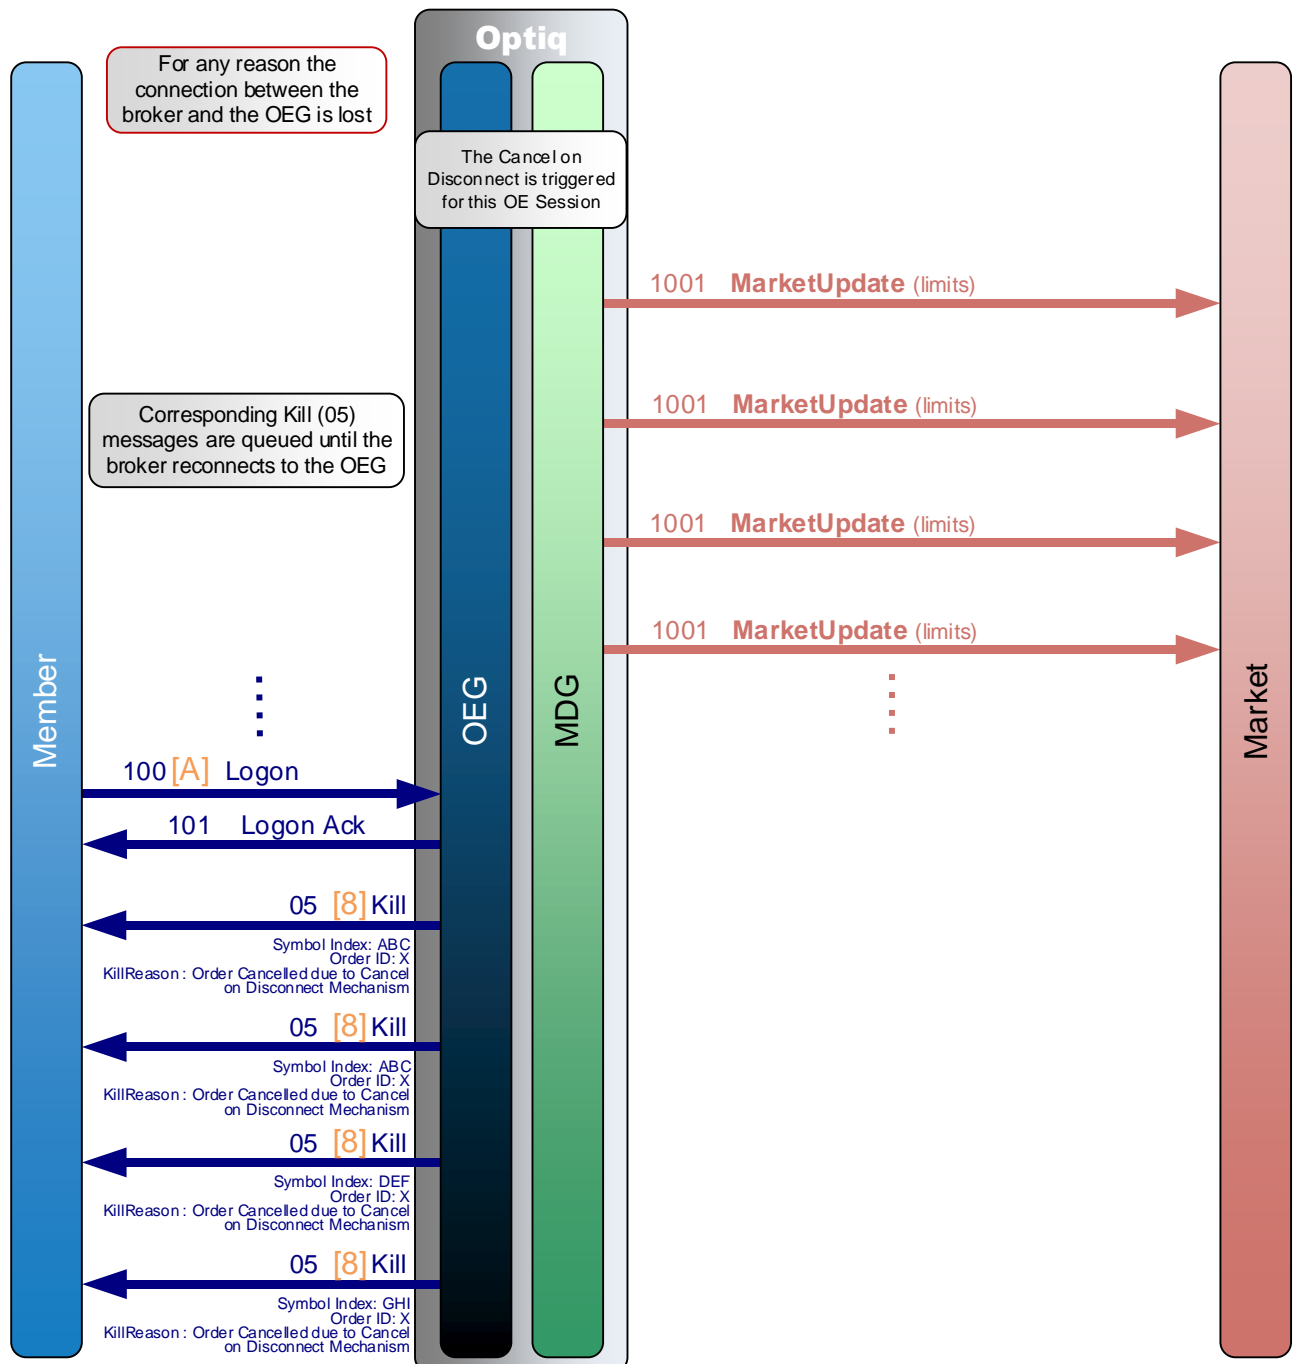 Optiq
For any reason the
connection between the
broker and the OEG is lost
The Cancel on
Disconnect is triggered
for this OE Session
1001 MarketUpdate (limits)
Corresponding Kill (05)
messages are queued until the
broker reconnects to the OEG
1001 MarketUpdate (limits)
1001 MarketUpdate (limits)
1001 MarketUpdate (limits)
Member
OEG
MDG
Market
100 [A] Logon
101 Logon Ack
05 [8] Kill
Symbol Index: ABC
Order ID: X
KillReason : Order Cancelled due to Cancel
on Disconnect Mechanism
05 [8] Kill
Symbol Index: ABC
Order ID: X
KillReason : Order Cancelled due to Cancel
on Disconnect Mechanism
05 [8] Kill
Symbol Index: DEF
Order ID: X
KillReason : Order Cancelled due to Cancel
on Disconnect Mechanism
05 [8] Kill
Symbol Index: GHI
Order ID: X
KillReason : Order Cancelled due to Cancel
on Disconnect Mechanism